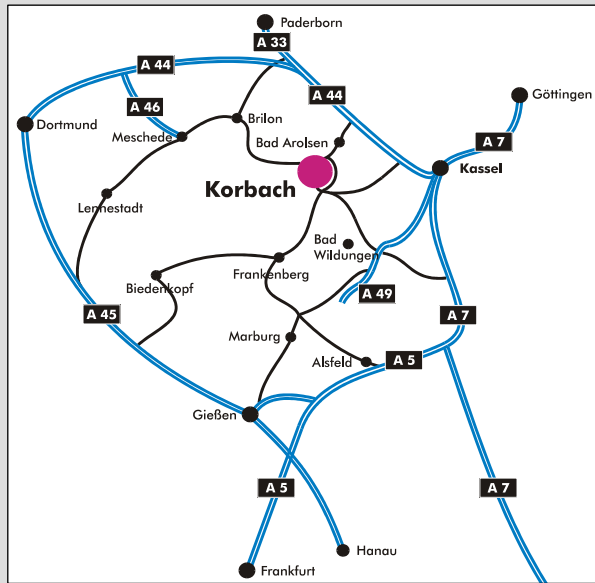 Paderborn
A 33
A 44
A 44
A 46
Göttingen
Brilon
Dortmund
Meschede
Bad Arolsen
A 7
Kassel
Korbach
Lennestadt
Bad
Wildungen
Frankenberg
Biedenkopf
A 49
A 45
A 7
Marburg
Alsfeld
A 5
Gießen
A 5
A 7
Hanau
Frankfurt